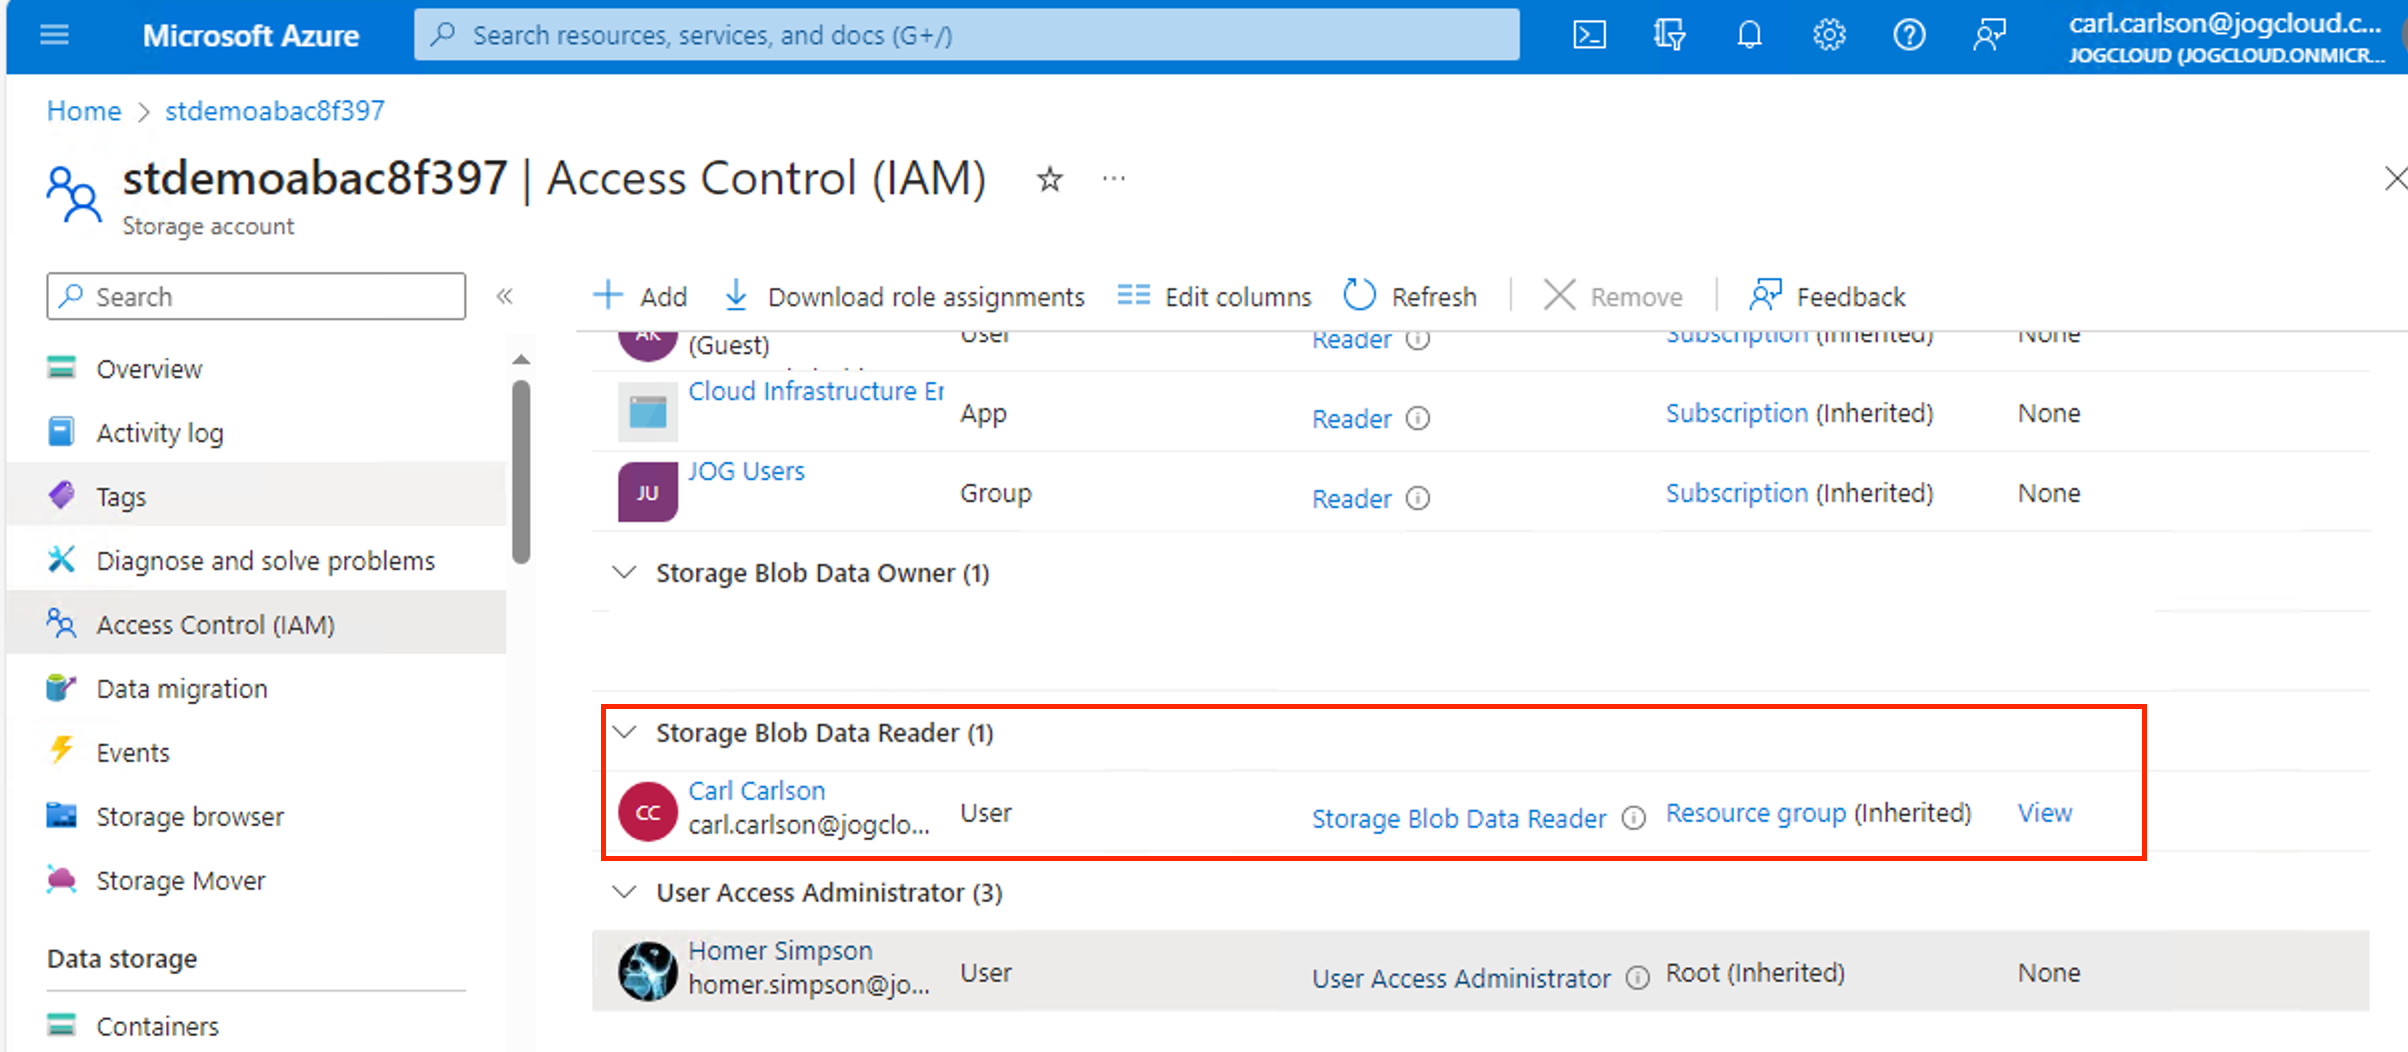 Microsoft Azure
Search resources, services, and docs (G+/)
carl.carlson@jogcloud.c...
JOGCLOUD (JOGCLOUD.ONMICR...
Home > stdemoabac8f397
stdemoabac8f397 | Access Control (IAM) ☆ ...
Storage account
Search «
Overview
Activity log
Tags
Diagnose and solve problems
Access Control (IAM)
Data migration
Events
Storage browser
Storage Mover
Data storage
Containers
Add Download role assignments Edit columns Refresh | Remove | Feedback
AK (Guest) User Reader Subscription (Inherited) None
Cloud Infrastructure Er App Reader Subscription (Inherited) None
JU JOG Users Group Reader Subscription (Inherited) None
Storage Blob Data Owner (1)
Storage Blob Data Reader (1)
CC Carl Carlson
carl.carlson@jogclo... User Storage Blob Data Reader Resource group (Inherited) View
User Access Administrator (3)
Homer Simpson
homer.simpson@jo... User User Access Administrator Root (Inherited) None